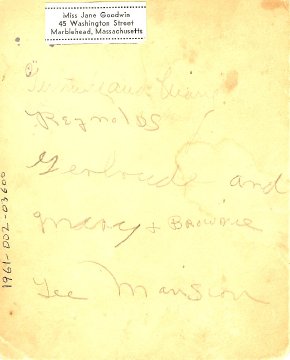 Miss Jane Goodwin
45 Washington Street
Marblehead, Massachusetts
Reynolds
Gertrude and
Mary + Brownie
Lee Mansion
1961-002-03600